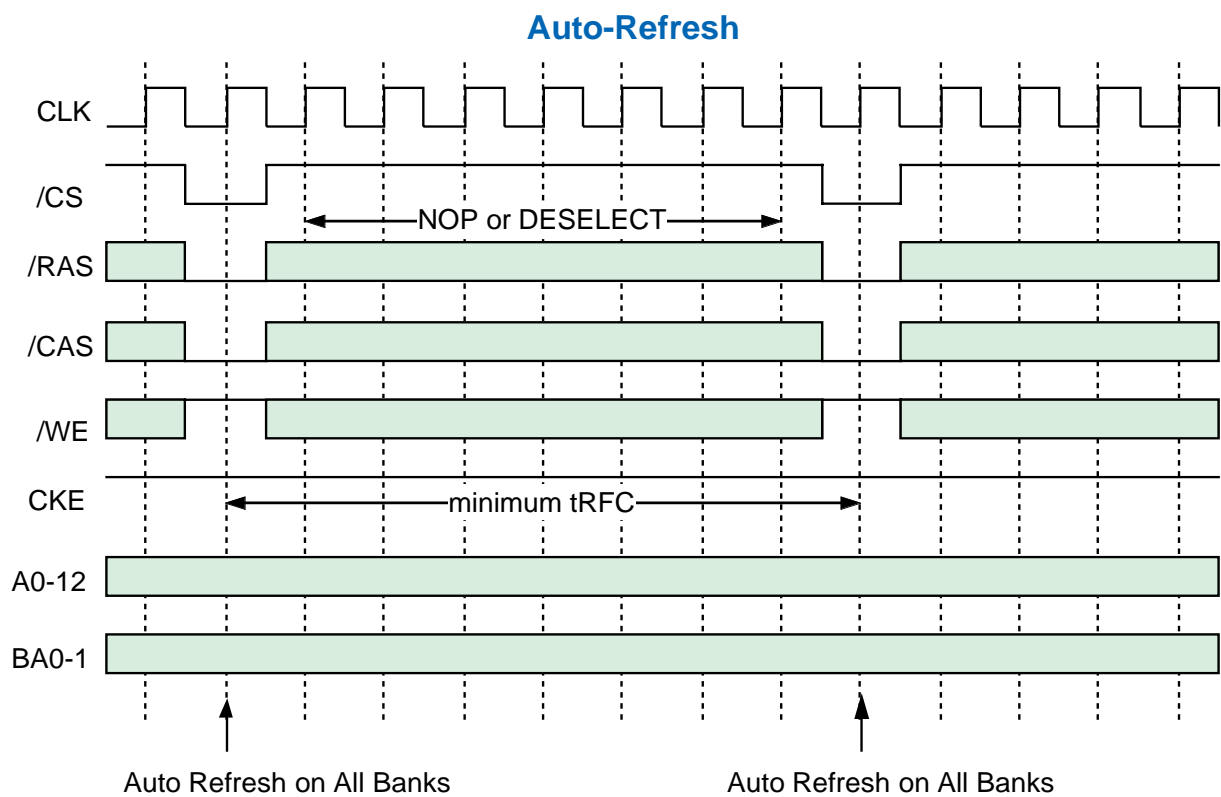 Auto-Refresh
CLK
/CS
NOP or DESELECT
/RAS
/CAS
/WE
CKE
minimum tRFC
A0-12
BA0-1
Auto Refresh on All Banks
Auto Refresh on All Banks